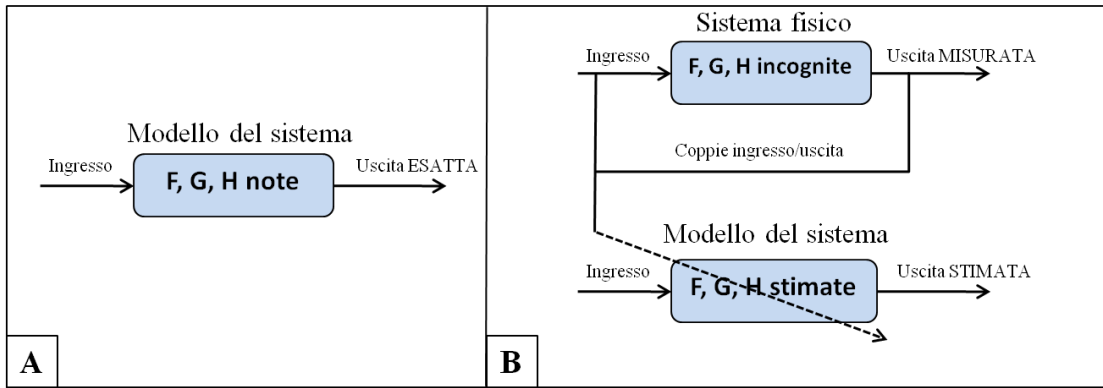 Modello del sistema
Ingresso
F, G, H note
Uscita ESATTA
A
Sistema fisico
Ingresso
F, G, H incognite
Uscita MISURATA
Coppie ingresso/uscita
Modello del sistema
Ingresso
F, G, H stimate
Uscita STIMATA
B